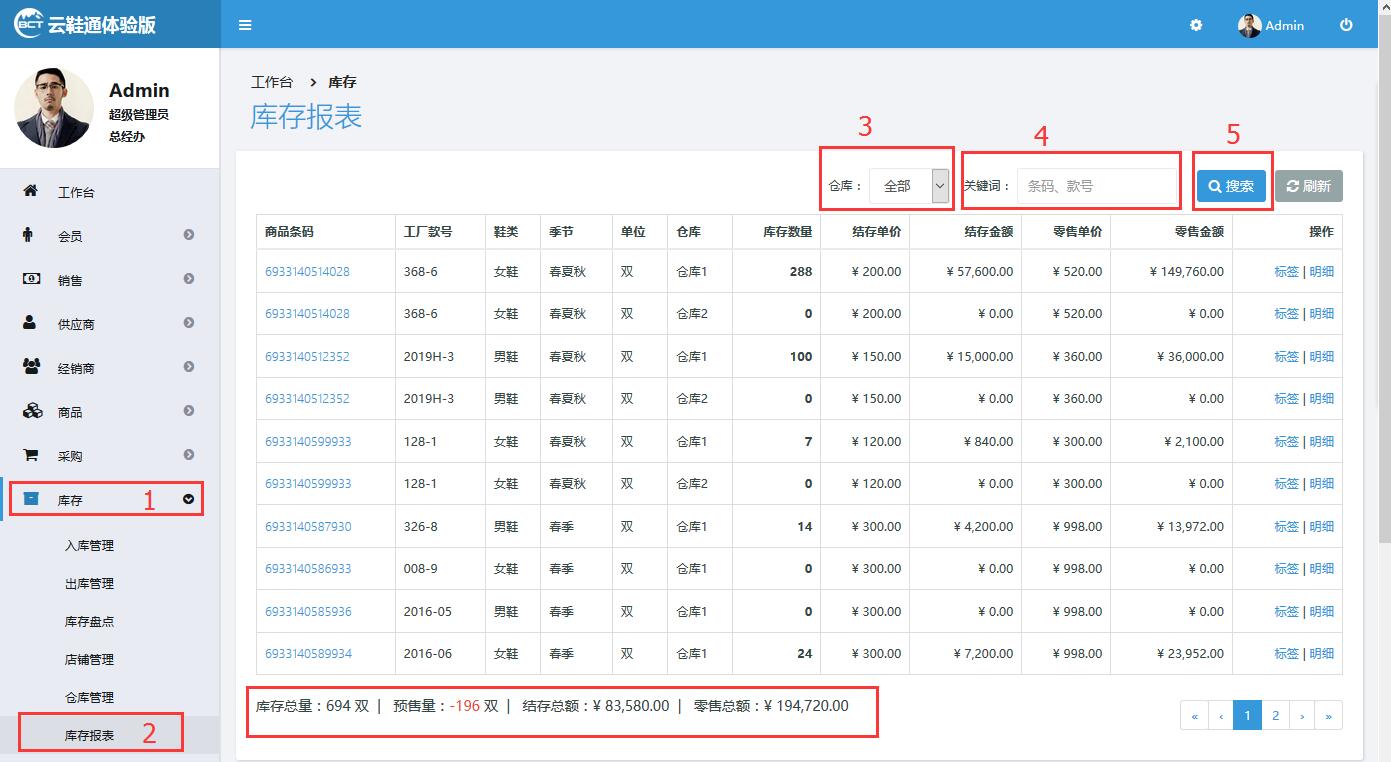 BCT 云鞋通体验版
Admin
Admin
超级管理员
总经办
工作台
会员
销售
供应商
经销商
商品
采购
库存 1
入库管理
出库管理
库存盘点
店铺管理
仓库管理
库存报表 2
工作台 > 库存
库存报表
3 4 5
仓库： 全部 关键词： 条码、款号 搜索 刷新
商品条码 工厂款号 鞋类 季节 单位 仓库 库存数量 结存单价 结存金额 零售单价 零售金额 操作
6933140514028 368-6 女鞋 春夏秋 双 仓库1 288 ¥ 200.00 ¥ 57,600.00 ¥ 520.00 ¥ 149,760.00 标签 | 明细
6933140514028 368-6 女鞋 春夏秋 双 仓库2 0 ¥ 200.00 ¥ 0.00 ¥ 520.00 ¥ 0.00 标签 | 明细
6933140512352 2019H-3 男鞋 春夏秋 双 仓库1 100 ¥ 150.00 ¥ 15,000.00 ¥ 360.00 ¥ 36,000.00 标签 | 明细
6933140512352 2019H-3 男鞋 春夏秋 双 仓库2 0 ¥ 150.00 ¥ 0.00 ¥ 360.00 ¥ 0.00 标签 | 明细
6933140599933 128-1 女鞋 春夏秋 双 仓库1 7 ¥ 120.00 ¥ 840.00 ¥ 300.00 ¥ 2,100.00 标签 | 明细
6933140599933 128-1 女鞋 春夏秋 双 仓库2 0 ¥ 120.00 ¥ 0.00 ¥ 300.00 ¥ 0.00 标签 | 明细
6933140587930 326-8 男鞋 春季 双 仓库1 14 ¥ 300.00 ¥ 4,200.00 ¥ 998.00 ¥ 13,972.00 标签 | 明细
6933140586933 008-9 女鞋 春季 双 仓库1 0 ¥ 300.00 ¥ 0.00 ¥ 998.00 ¥ 0.00 标签 | 明细
6933140585936 2016-05 男鞋 春季 双 仓库1 0 ¥ 300.00 ¥ 0.00 ¥ 998.00 ¥ 0.00 标签 | 明细
6933140589934 2016-06 女鞋 春季 双 仓库1 24 ¥ 300.00 ¥ 7,200.00 ¥ 998.00 ¥ 23,952.00 标签 | 明细
库存总量：694 双 | 预售量：-196 双 | 结存总额：¥ 83,580.00 | 零售总额：¥ 194,720.00
« ‹ 1 2 › »